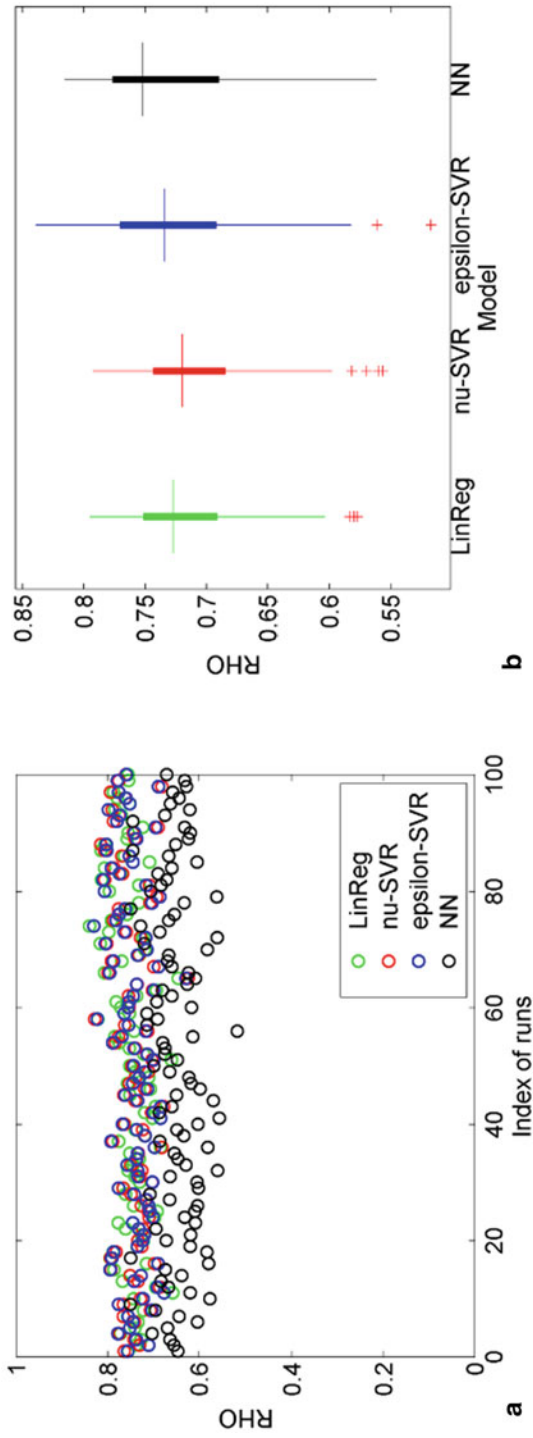 1
0.8
0.6
0.4
0.2
0
RHO
0 20 40 60 80 100
Index of runs
LinReg
nu-SVR
epsilon-SVR
NN
a
0.85
0.8
0.75
0.7
0.65
0.6
0.55
RHO
LinReg nu-SVR epsilon-SVR NN
Model
b